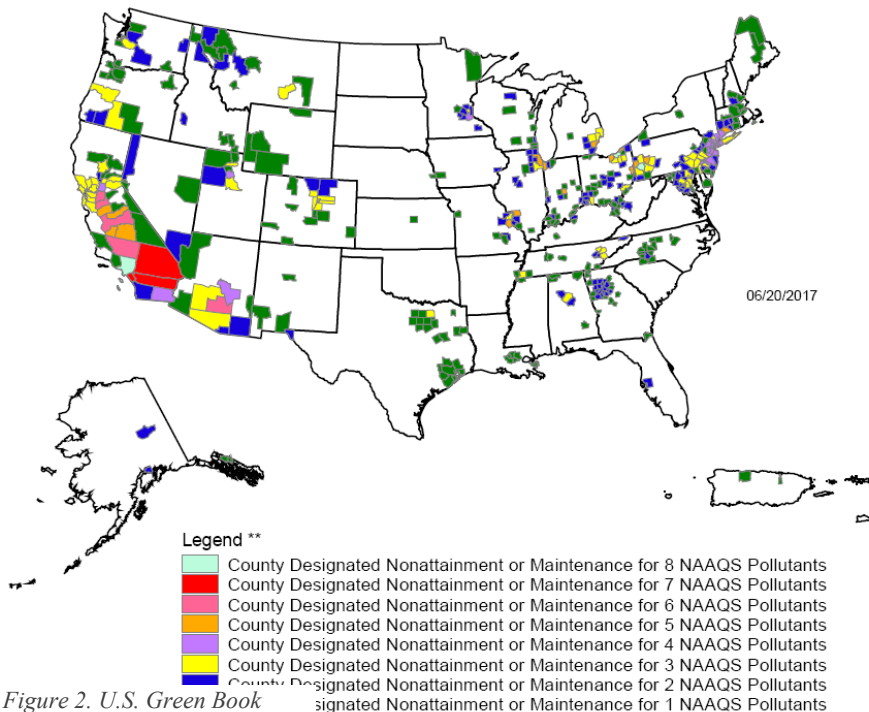 06/20/2017
Legend **
County Designated Nonattainment or Maintenance for 8 NAAQS Pollutants
County Designated Nonattainment or Maintenance for 7 NAAQS Pollutants
County Designated Nonattainment or Maintenance for 6 NAAQS Pollutants
County Designated Nonattainment or Maintenance for 5 NAAQS Pollutants
County Designated Nonattainment or Maintenance for 4 NAAQS Pollutants
County Designated Nonattainment or Maintenance for 3 NAAQS Pollutants
County Designated Nonattainment or Maintenance for 2 NAAQS Pollutants
Figure 2. U.S. Green Book
signated Nonattainment or Maintenance for 1 NAAQS Pollutants